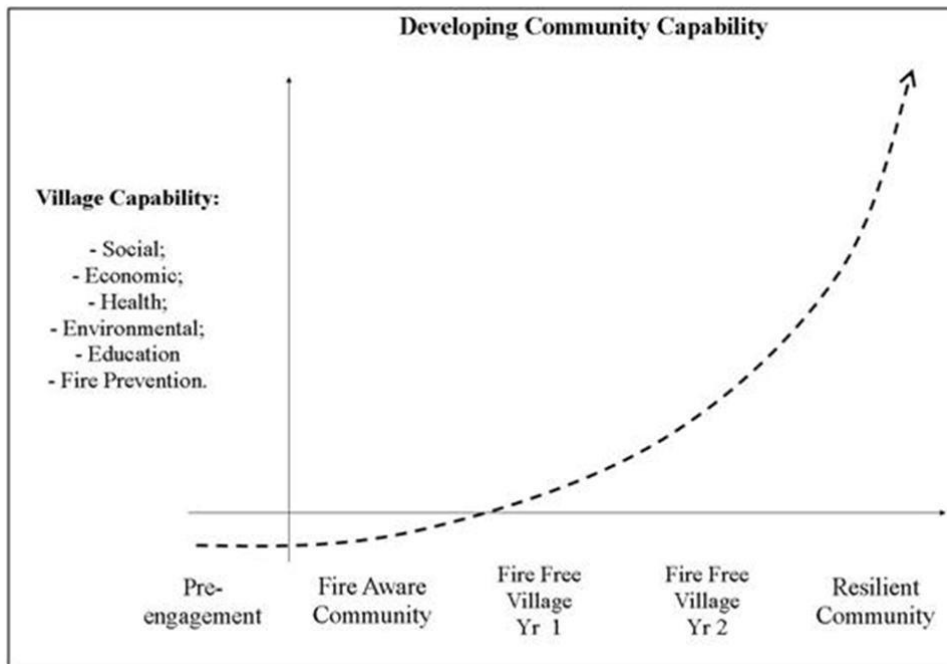 Developing Community Capability
Village Capability:
- Social;
- Economic;
- Health;
- Environmental;
- Education
- Fire Prevention.
Pre-
engagement
Fire Aware
Community
Fire Free
Village
Yr 1
Fire Free
Village
Yr 2
Resilient
Community